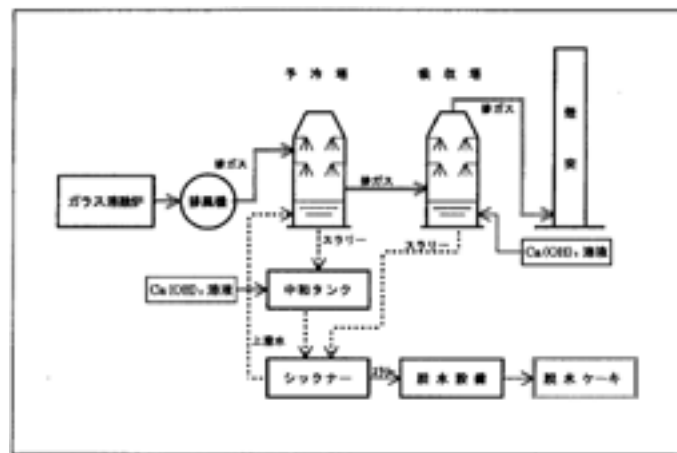 予冷塔
吸収塔
煙突
排ガス
排ガス
排ガス
ガラス溶融炉
排風機
スラリー
スラリー
Ca(OH)₂溶液
Ca(OH)₂溶液
中和タンク
上澄水
シックナー
脱水設備
脱水ケーキ